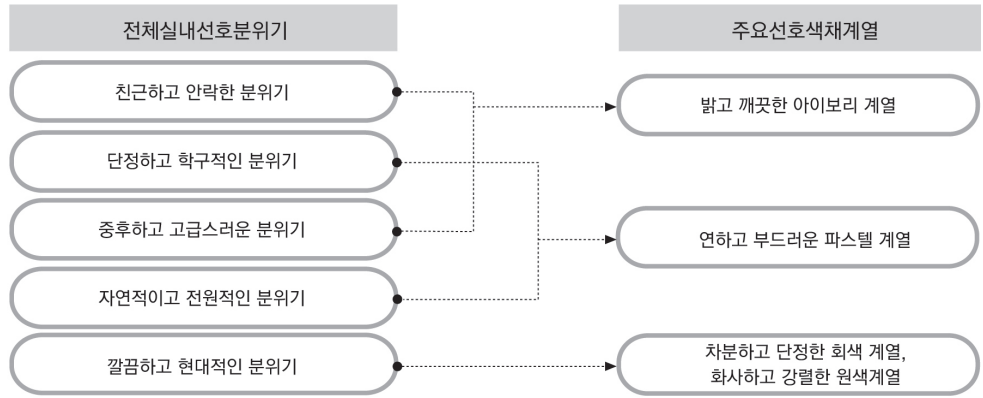 전체실내선호분위기
주요선호색채계열
친근하고 안락한 분위기
단정하고 학구적인 분위기
중후하고 고급스러운 분위기
자연적이고 전원적인 분위기
깔끔하고 현대적인 분위기
밝고 깨끗한 아이보리 계열
연하고 부드러운 파스텔 계열
차분하고 단정한 회색 계열,
화사하고 강렬한 원색계열